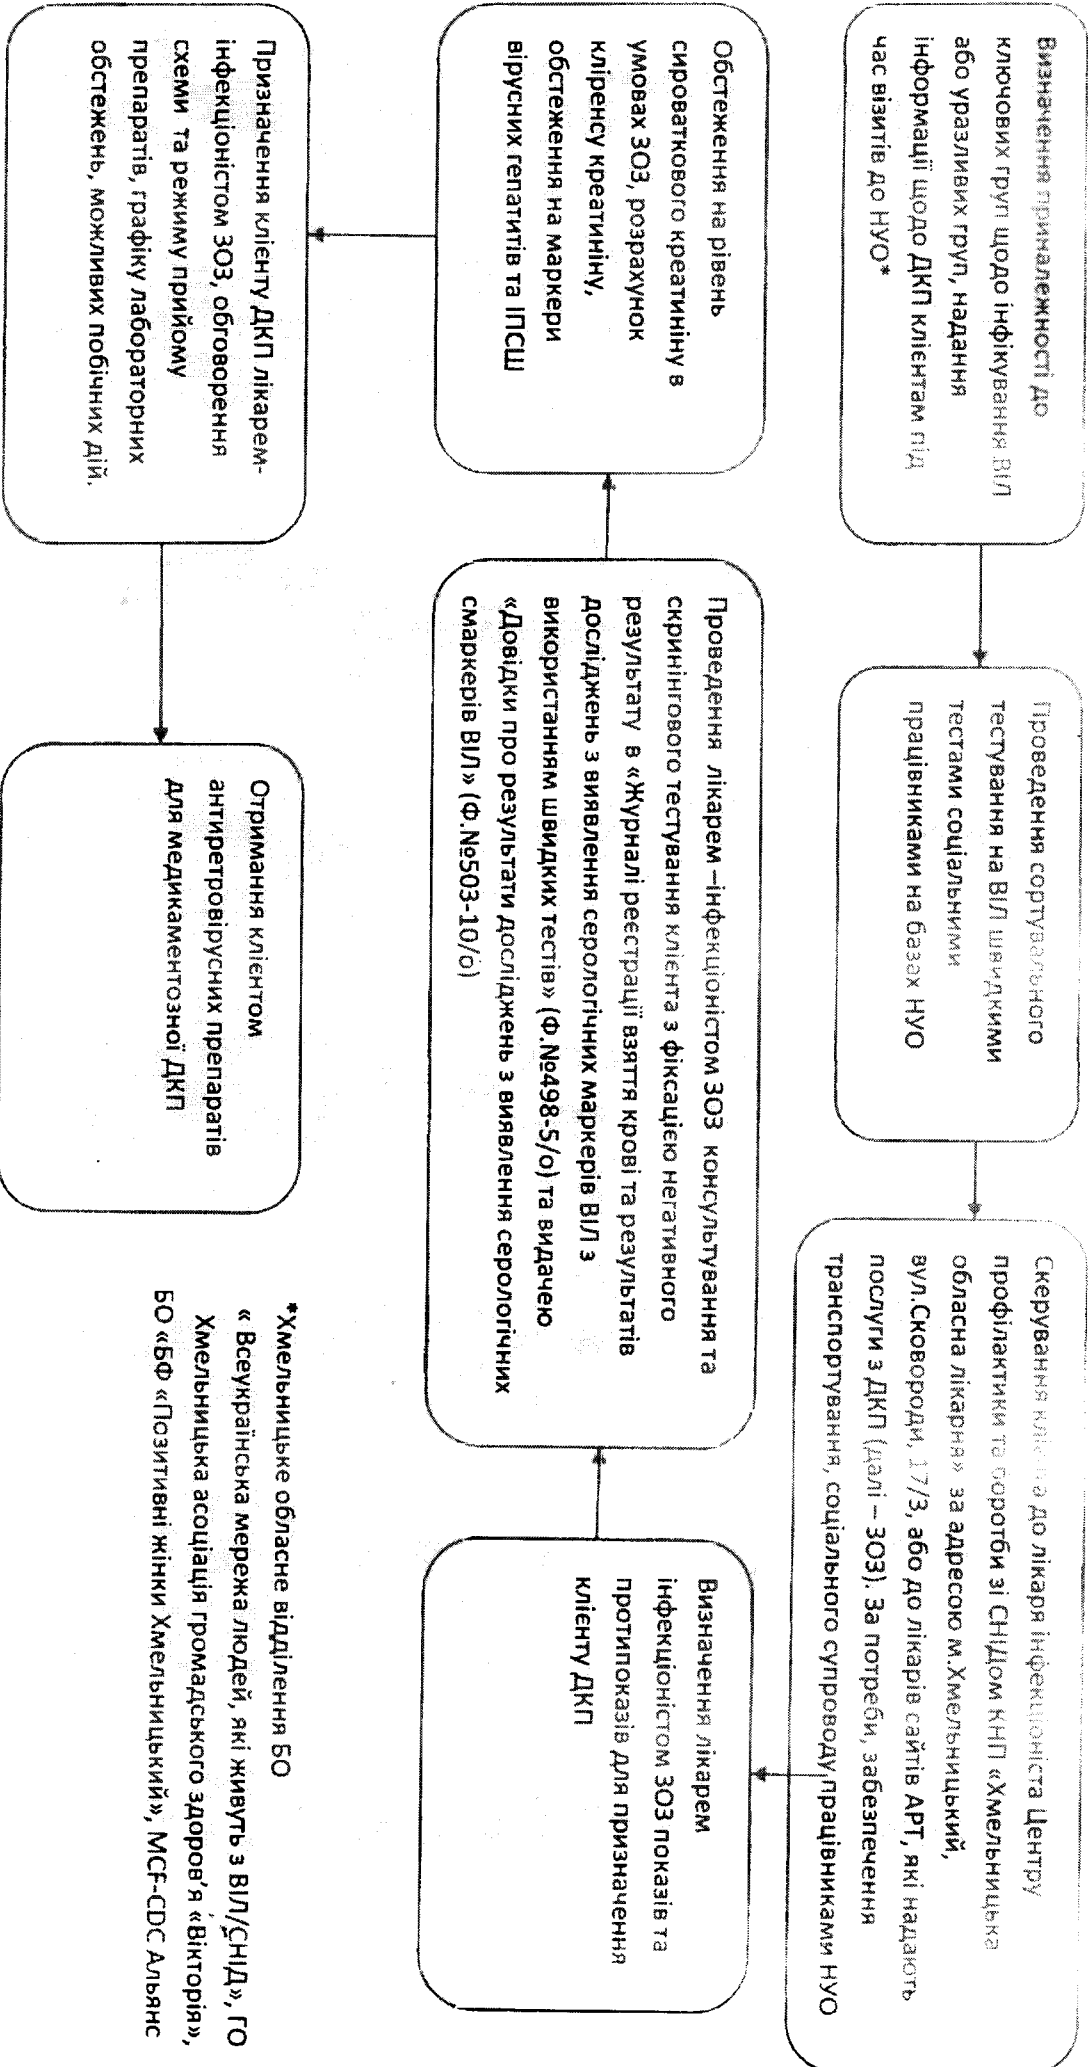 Визначення приналежності до
ключових груп щодо інфікування ВІЛ
або уразливих груп, надання
інформації щодо ДКП клієнтам під
час візитів до НУО*
Проведення сортувального
тестування на ВІЛ швидкими
тестами соціальними
працівниками на базах НУО
Скерування клієнта до лікаря інфекціоніста Центру
профілактики та боротби зі СНІДом КНП «Хмельницька
обласна лікарня» за адресою м.Хмельницький,
вул.Сковороди, 17/3, або до лікарів сайтів АРТ, які надають
послуги з ДКП (далі – ЗОЗ). За потреби, забезпечення
транспортування, соціального супроводу працівниками НУО
Визначення лікарем
інфекціоністом ЗОЗ показів та
протипоказів для призначення
клієнту ДКП
Проведення лікарем –інфекціоністом ЗОЗ консультування та
скринінгового тестування клієнта з фіксацією негативного
результату в «Журналі реєстрації взяття крові та результатів
досліджень з виявлення серологічних маркерів ВІЛ з
використанням швидких тестів» (Ф.№498-5/о) та видачею
«Довідки про результати досліджень з виявлення серологічних
смаркерів ВІЛ» (Ф.№503-10/о)
Обстеження на рівень
сироваткового креатиніну в
умовах ЗОЗ, розрахунок
кліренсу креатиніну,
обстеження на маркери
вірусних гепатитів та ІПСШ
Призначення клієнту ДКП лікарем-
інфекціоністом ЗОЗ, обговорення
схеми та режиму прийому
препаратів, графіку лабораторних
обстежень, можливих побічних дій.
Отримання клієнтом
антиретровірусних препаратів
для медикаментозної ДКП
*Хмельницьке обласне відділення БО
« Всеукраїнська мережа людей, які живуть з ВІЛ/СНІД», ГО
Хмельницька асоціація громадського здоров'я «Вікторія»,
БО «БФ «Позитивні жінки Хмельницький», MCF-CDC Альянс